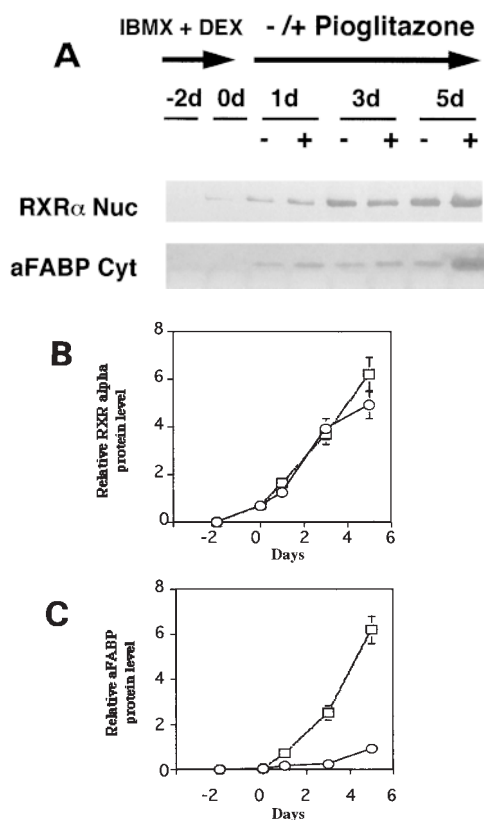 A
IBMX + DEX
- /+ Pioglitazone
-2d 0d 1d 3d 5d
- + - + - +
RXRα Nuc
aFABP Cyt
B
Relative RXR alpha
protein level
8
6
4
2
0
-2 0 2 4 6
Days
C
Relative aFABP
protein level
8
6
4
2
0
-2 0 2 4 6
Days